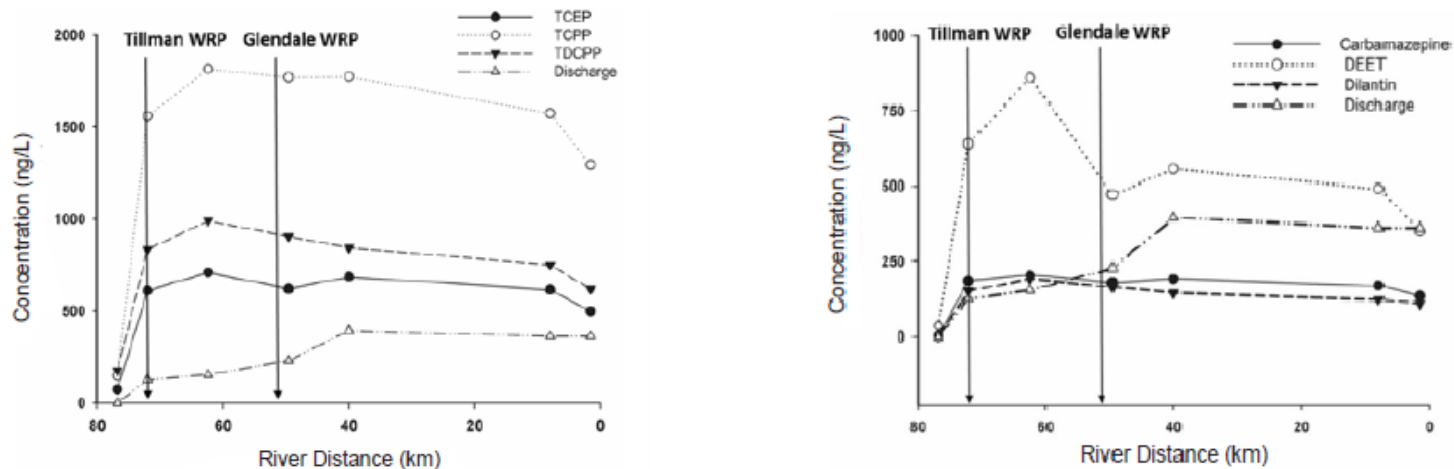 TCEP
TCPP
TDCPP
Discharge
Tillman WRP
Glendale WRP
2000
1500
1000
500
0
Concentration (ng/L)
80
60
40
20
0
River Distance (km)
Carbamazepine
DEET
Dilantin
Discharge
Tillman WRP
Glendale WRP
1000
750
500
250
0
Concentration (ng/L)
80
60
40
20
0
River Distance (km)